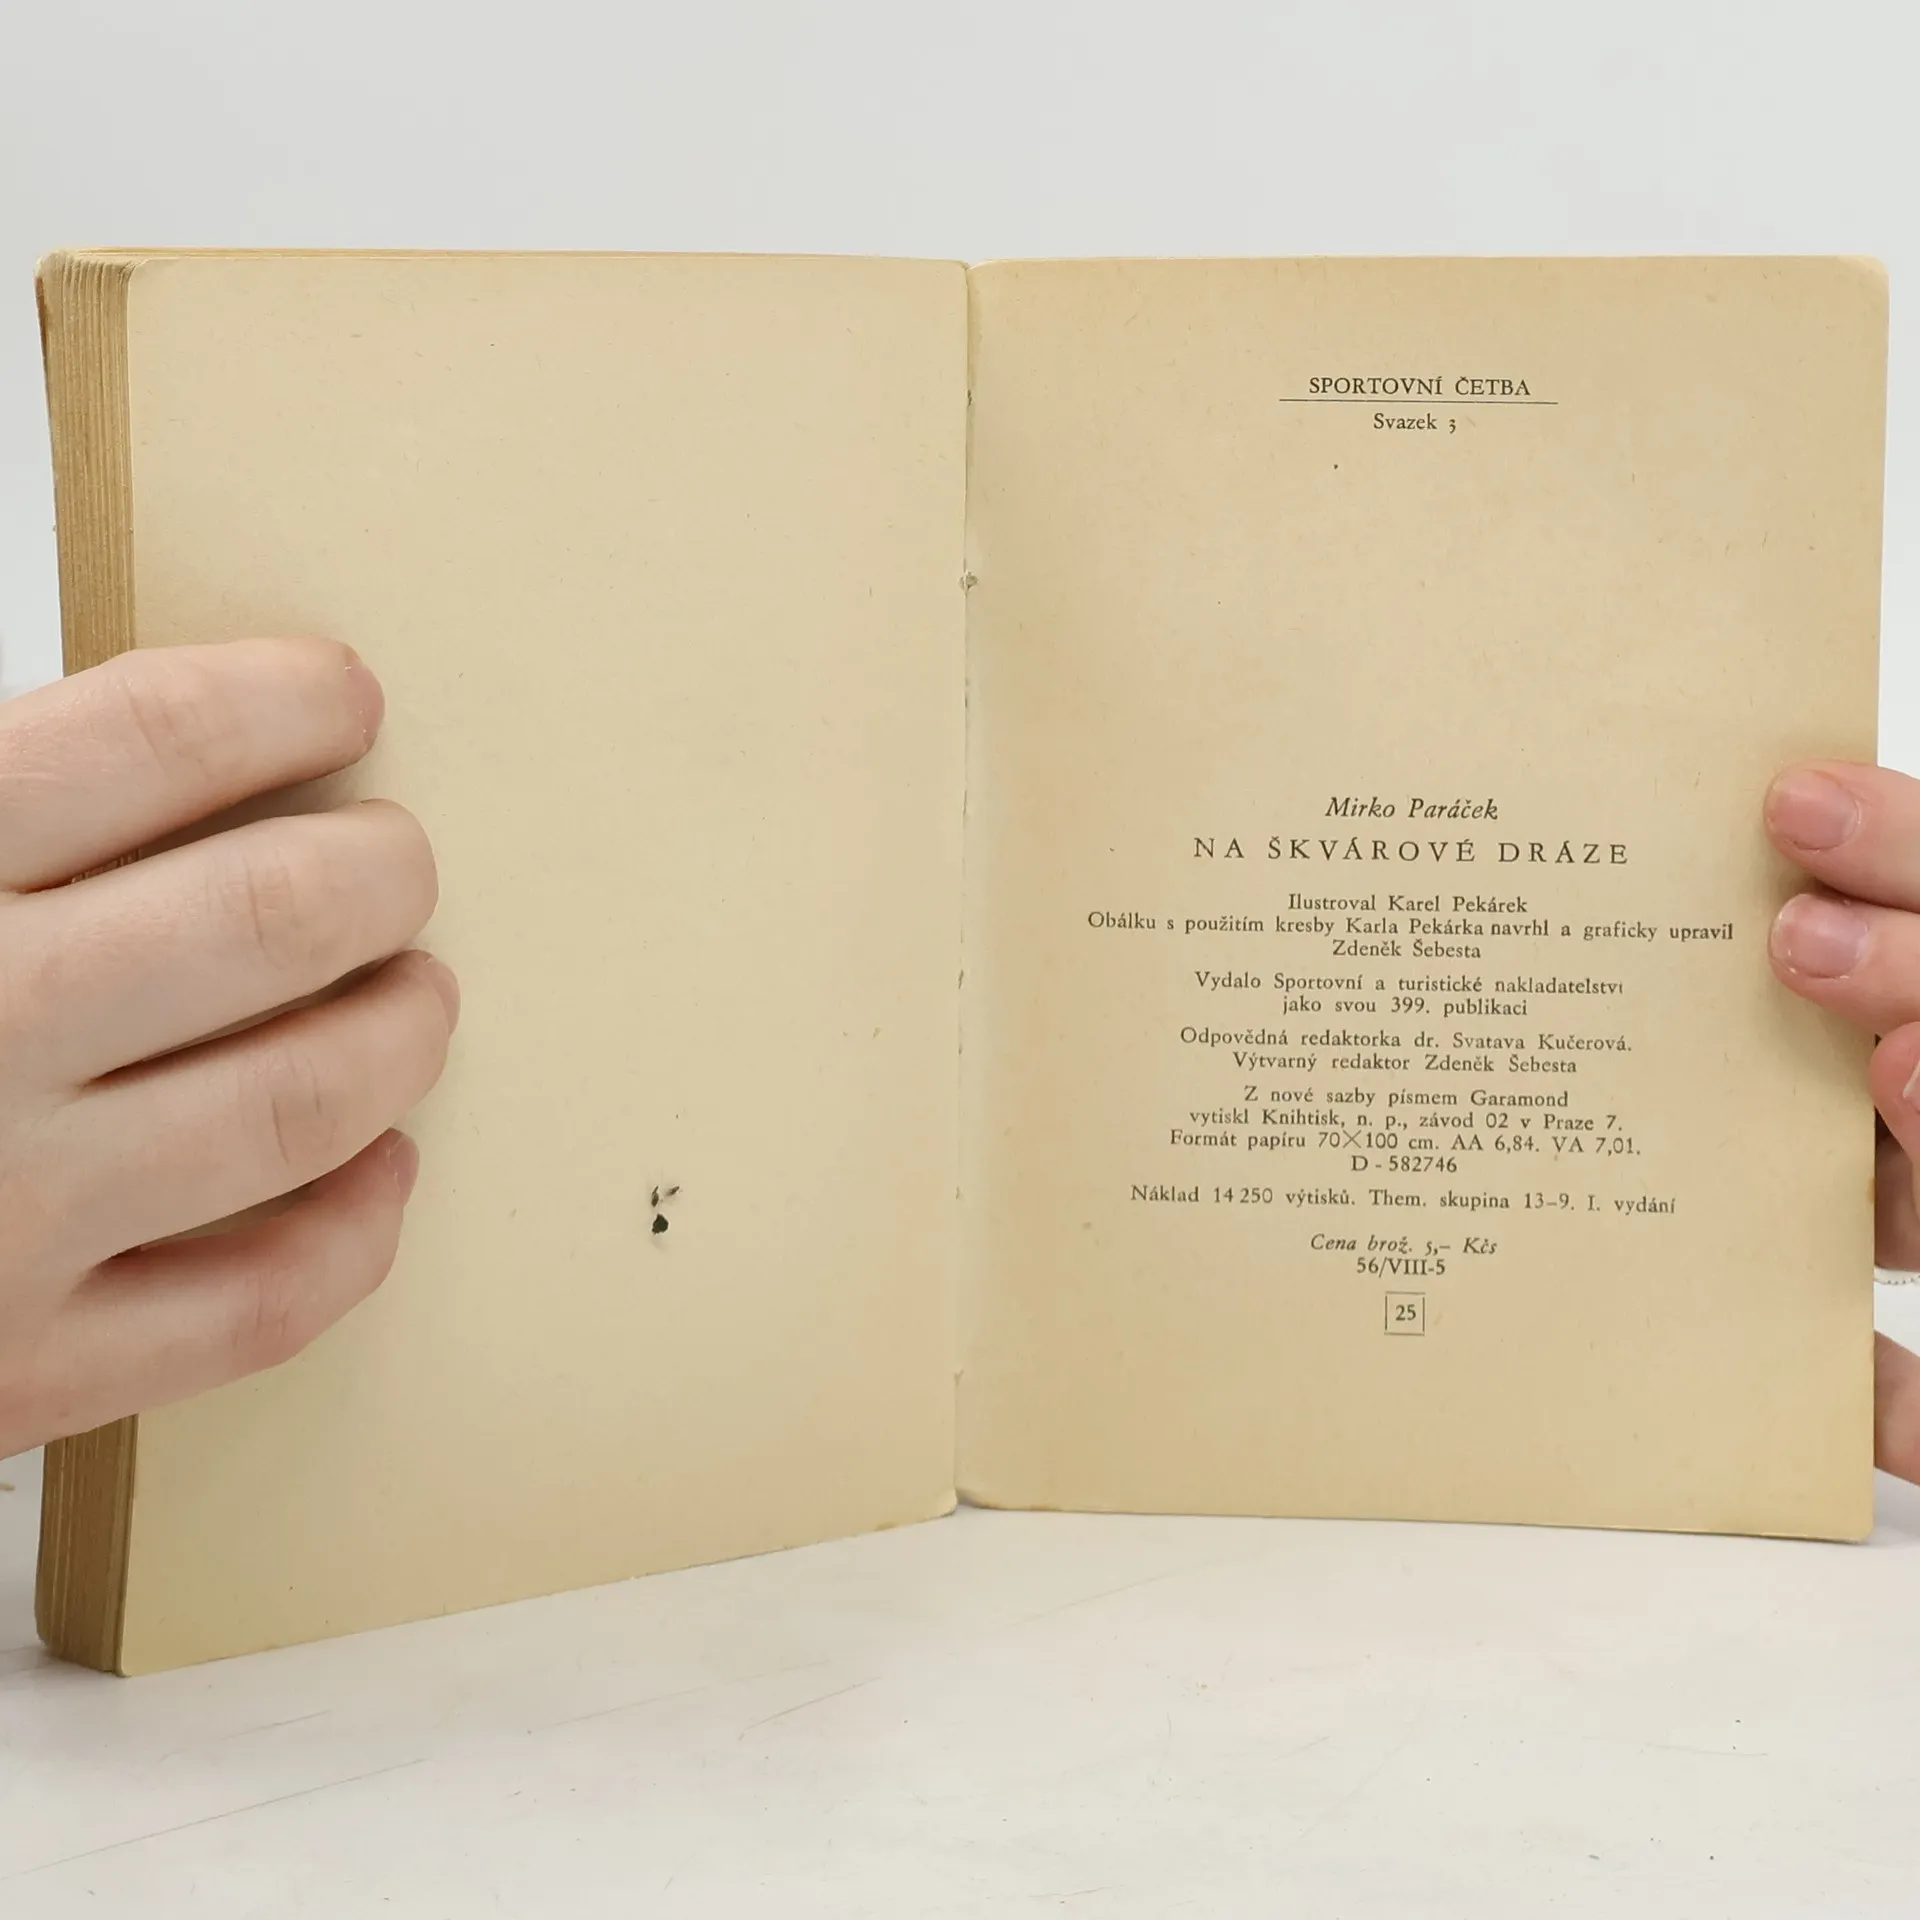 SPORTOVNÍ ČETBA
Svazek 3
Mirko Paráček
NA ŠKVÁROVÉ DRÁZE
Ilustroval Karel Pekárek
Obálku s použitím kresby Karla Pekárka navrhl a graficky upravil
Zdeněk Šebesta
Vydalo Sportovní a turistické nakladatelství
jako svou 399. publikaci
Odpovědná redaktorka dr. Svatava Kučerová.
Výtvarný redaktor Zdeněk Šebesta
Z nové sazby písmem Garamond
vytiskl Knihtisk, n. p., závod 02 v Praze 7.
Formát papíru 70×100 cm. AA 6,84. VA 7,01.
D - 582746
Náklad 14 250 výtisků. Them. skupina 13–9. I. vydání
Cena brož. 5,– Kčs
56/VIII-5
25